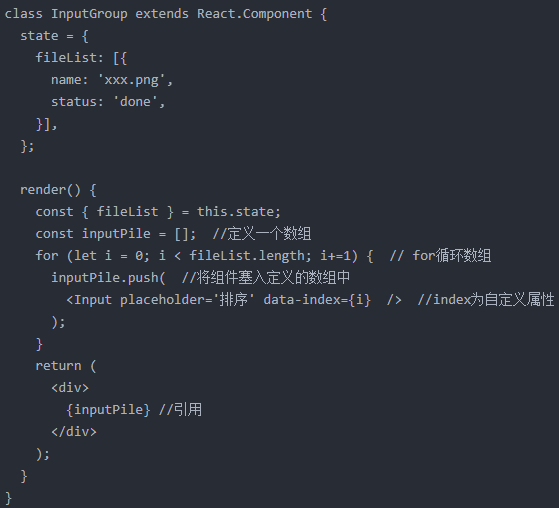 class InputGroup extends React.Component {
  state = {
    fileList: [{
      name: 'xxx.png',
      status: 'done',
    }],
  };
  render() {
    const { fileList } = this.state;
    const inputPile = [];  //定义一个数组
    for (let i = 0; i < fileList.length; i+=1) {  // for循环数组
      inputPile.push(  //将组件塞入定义的数组中
        <Input placeholder='排序' data-index={i}  />  //index为自定义属性
      );
    }
    return (
      <div>
        {inputPile} //引用
      </div>
    );
  }
}